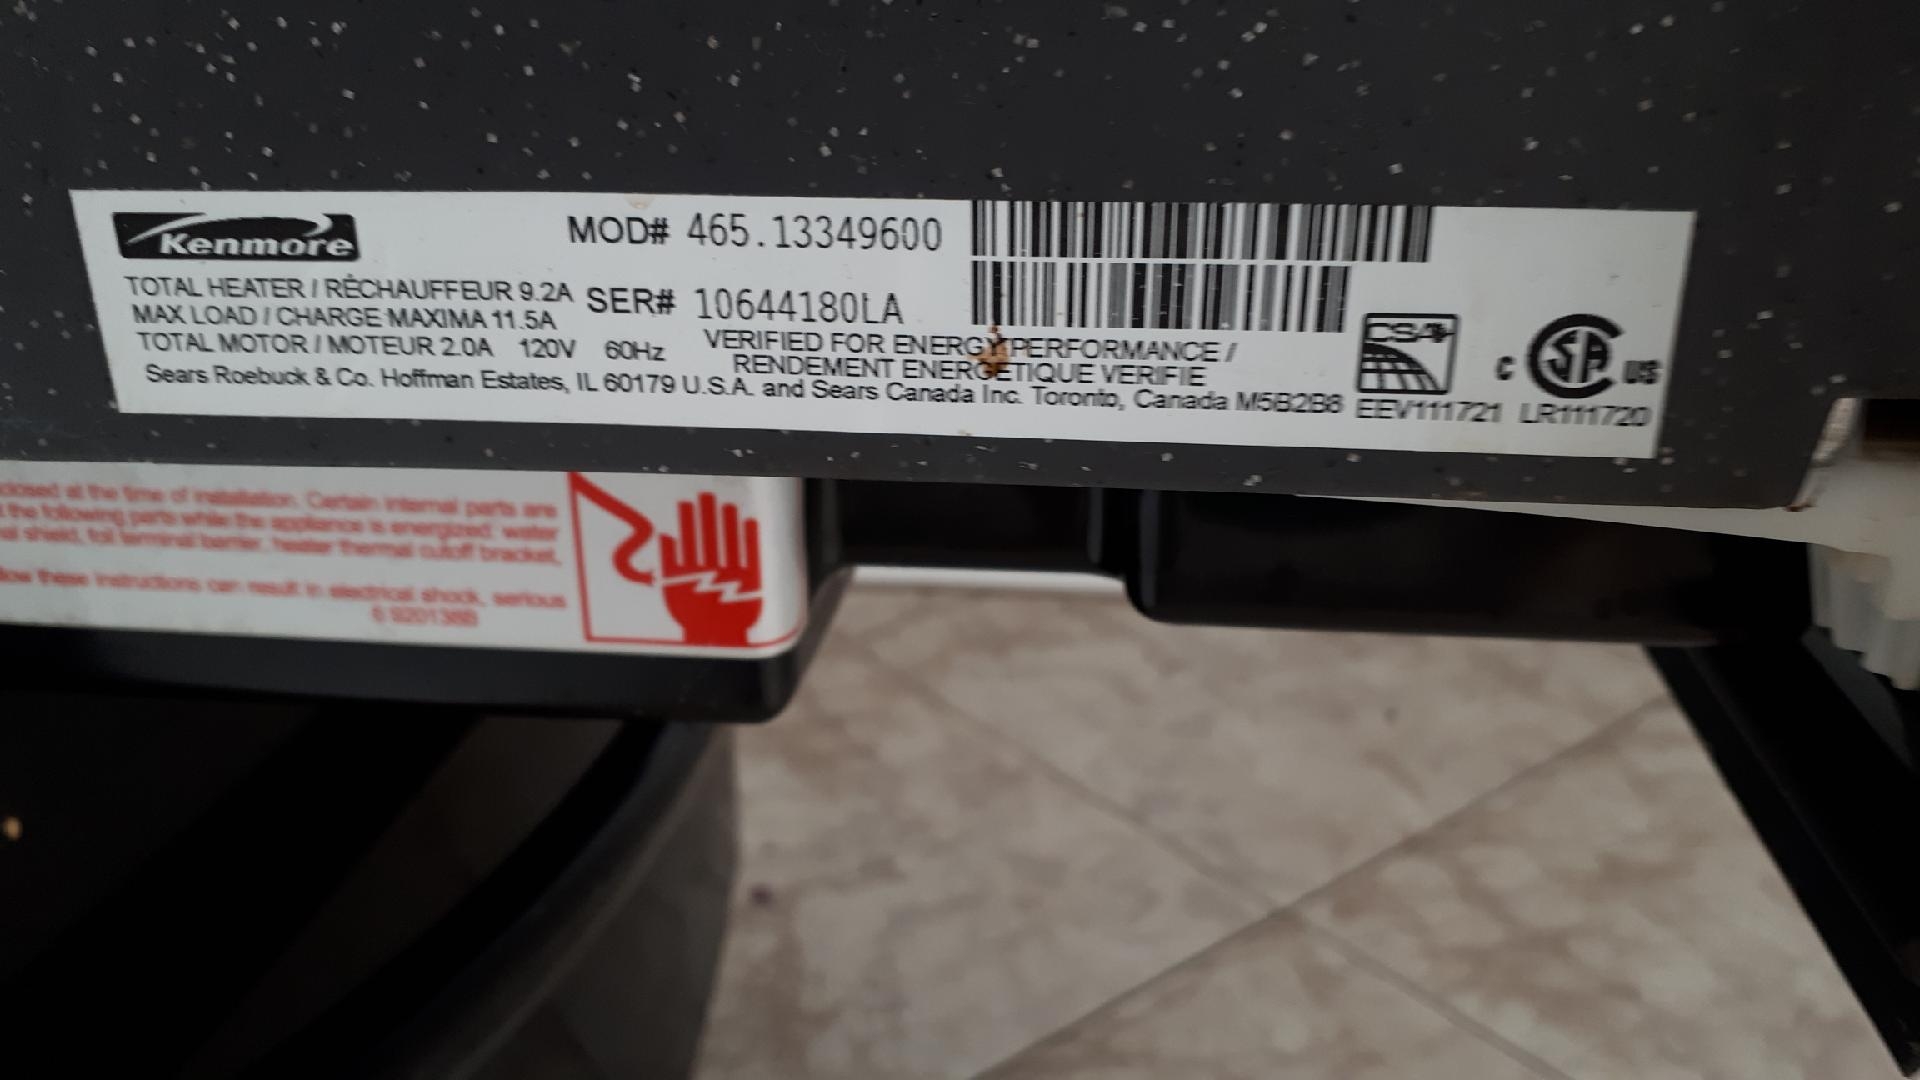 Kenmore
MOD# 465.13349600
TOTAL HEATER / RÉCHAUFFEUR 9.2A
SER# 10644180LA
MAX LOAD / CHARGE MAXIMA 11.5A
TOTAL MOTOR / MOTEUR 2.0A 120V 60Hz
VERIFIED FOR ENERGY PERFORMANCE /
RENDEMENT ENERGETIQUE VERIFIE
Sears Roebuck & Co. Hoffman Estates, IL 60179 U.S.A. and Sears Canada Inc. Toronto, Canada M5B2B8
CSA
EEV111721
C SA US
LR111720
closed at the time of installation. Certain internal parts are
the following parts while the appliance is energized: water
shield, foil terminal barrier, heater thermal cutoff bracket,
these instructions can result in electrical shock, serious
6 920138B